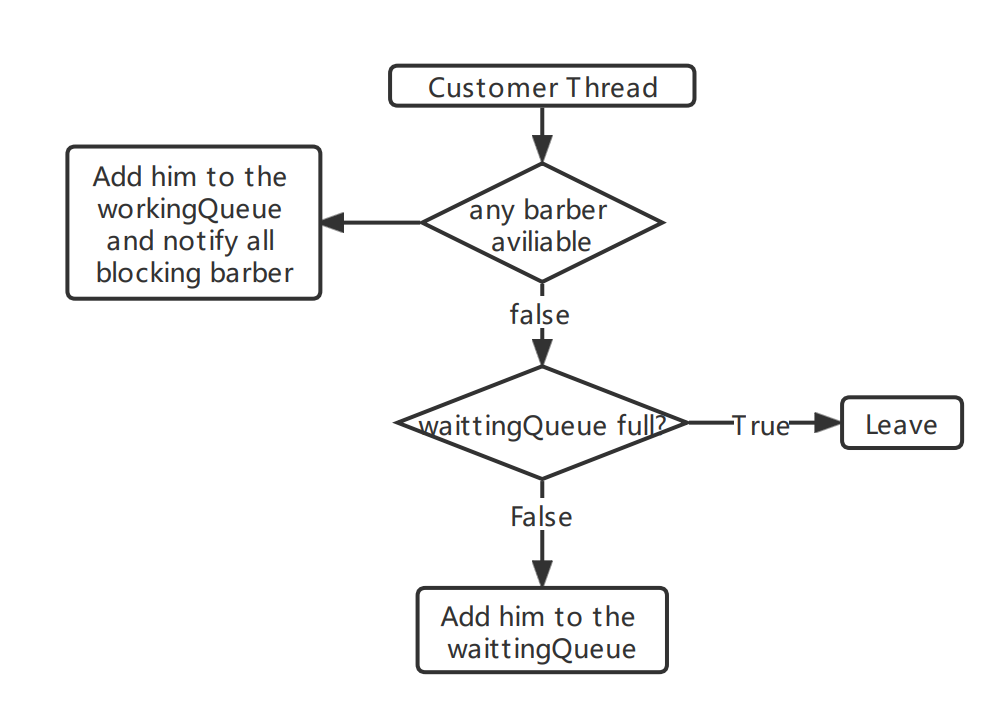 Customer Thread
Add him to the
workingQueue
and notify all
blocking barber
any barber
aviliable
false
waittingQueue full?
True
Leave
False
Add him to the
waittingQueue